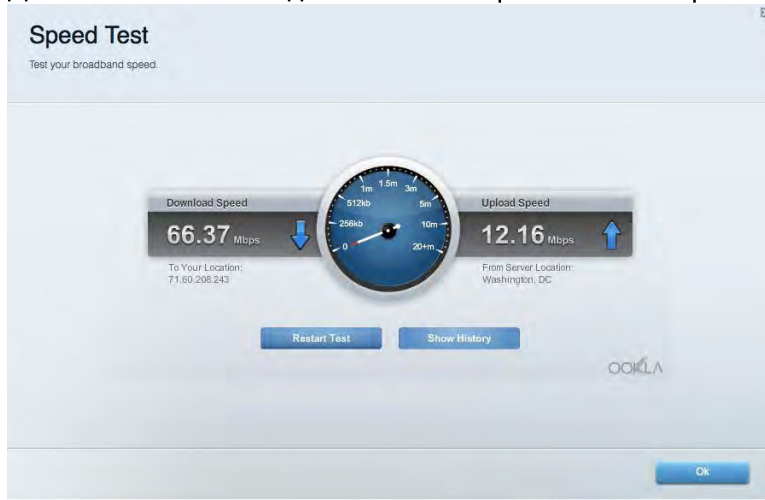 Speed Test
Test your broadband speed.
Download Speed
66.37 Mbps
To Your Location:
71.60.208.243
0
256kb
512kb
1m
1.5m
3m
5m
10m
20+m
Upload Speed
12.16 Mbps
From Server Location:
Washington, DC
Restart Test
Show History
OOKLA
Ok